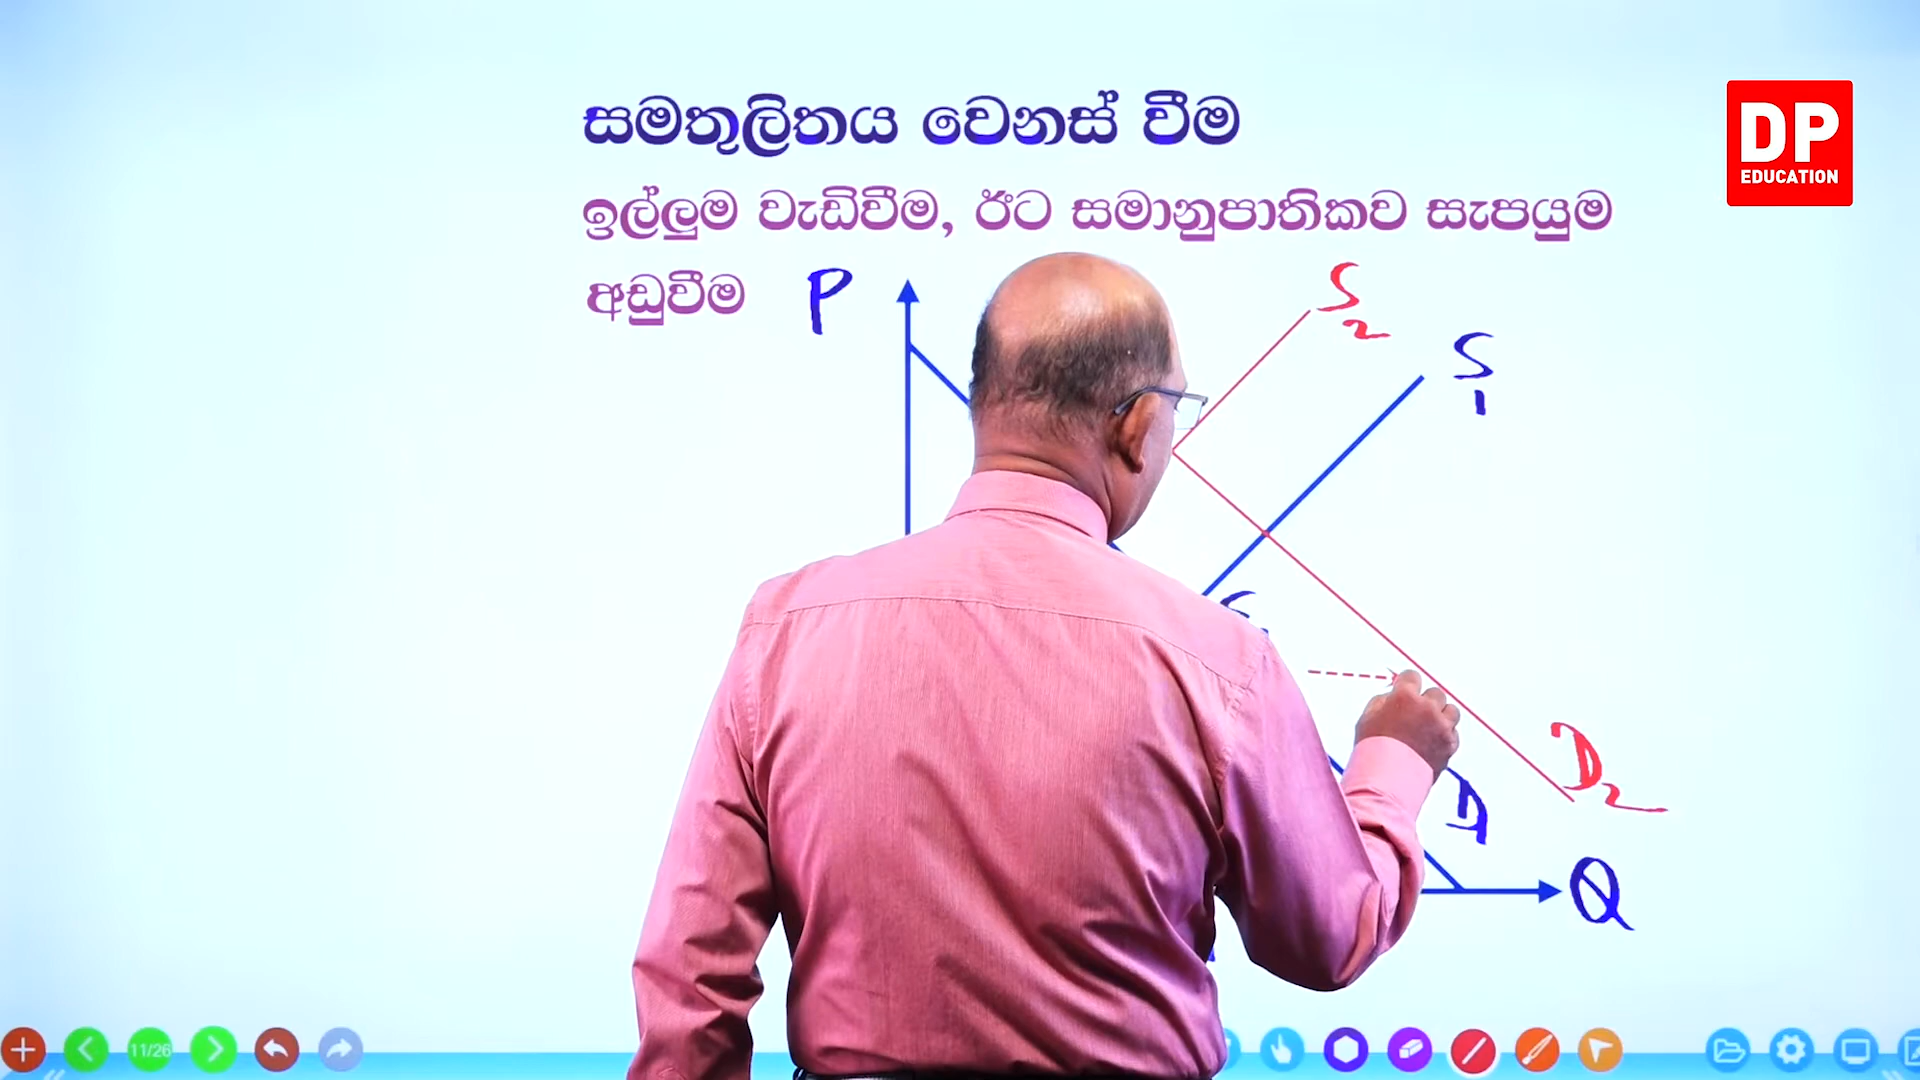 සමතුලිතය වෙනස් වීම
ඉල්ලුම වැඩිවීම, ඊට සමානුපාතිකව සැපයුම
අඩුවීම
P
S2
S1
D2
Q
DP
EDUCATION
11/26